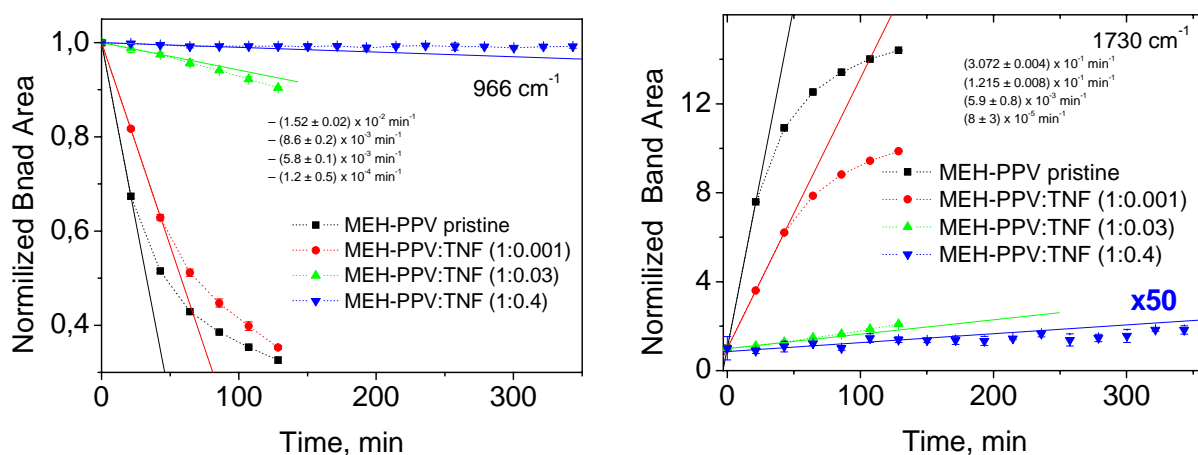 1,0
0,8
0,6
0,4
0
100
200
300
Normilized Bnad Area
Time, min
966 cm⁻¹
– (1.52 ± 0.02) x 10⁻² min⁻¹
– (8.6 ± 0.2) x 10⁻³ min⁻¹
– (5.8 ± 0.1) x 10⁻³ min⁻¹
– (1.2 ± 0.5) x 10⁻⁴ min⁻¹
MEH-PPV pristine
MEH-PPV:TNF (1:0.001)
MEH-PPV:TNF (1:0.03)
MEH-PPV:TNF (1:0.4)
12
8
4
0
0
100
200
300
Normilized Band Area
Time, min
1730 cm⁻¹
(3.072 ± 0.004) x 10⁻¹ min⁻¹
(1.215 ± 0.008) x 10⁻¹ min⁻¹
(5.9 ± 0.8) x 10⁻³ min⁻¹
(8 ± 3) x 10⁻⁵ min⁻¹
MEH-PPV pristine
MEH-PPV:TNF (1:0.001)
MEH-PPV:TNF (1:0.03)
MEH-PPV:TNF (1:0.4)
x50